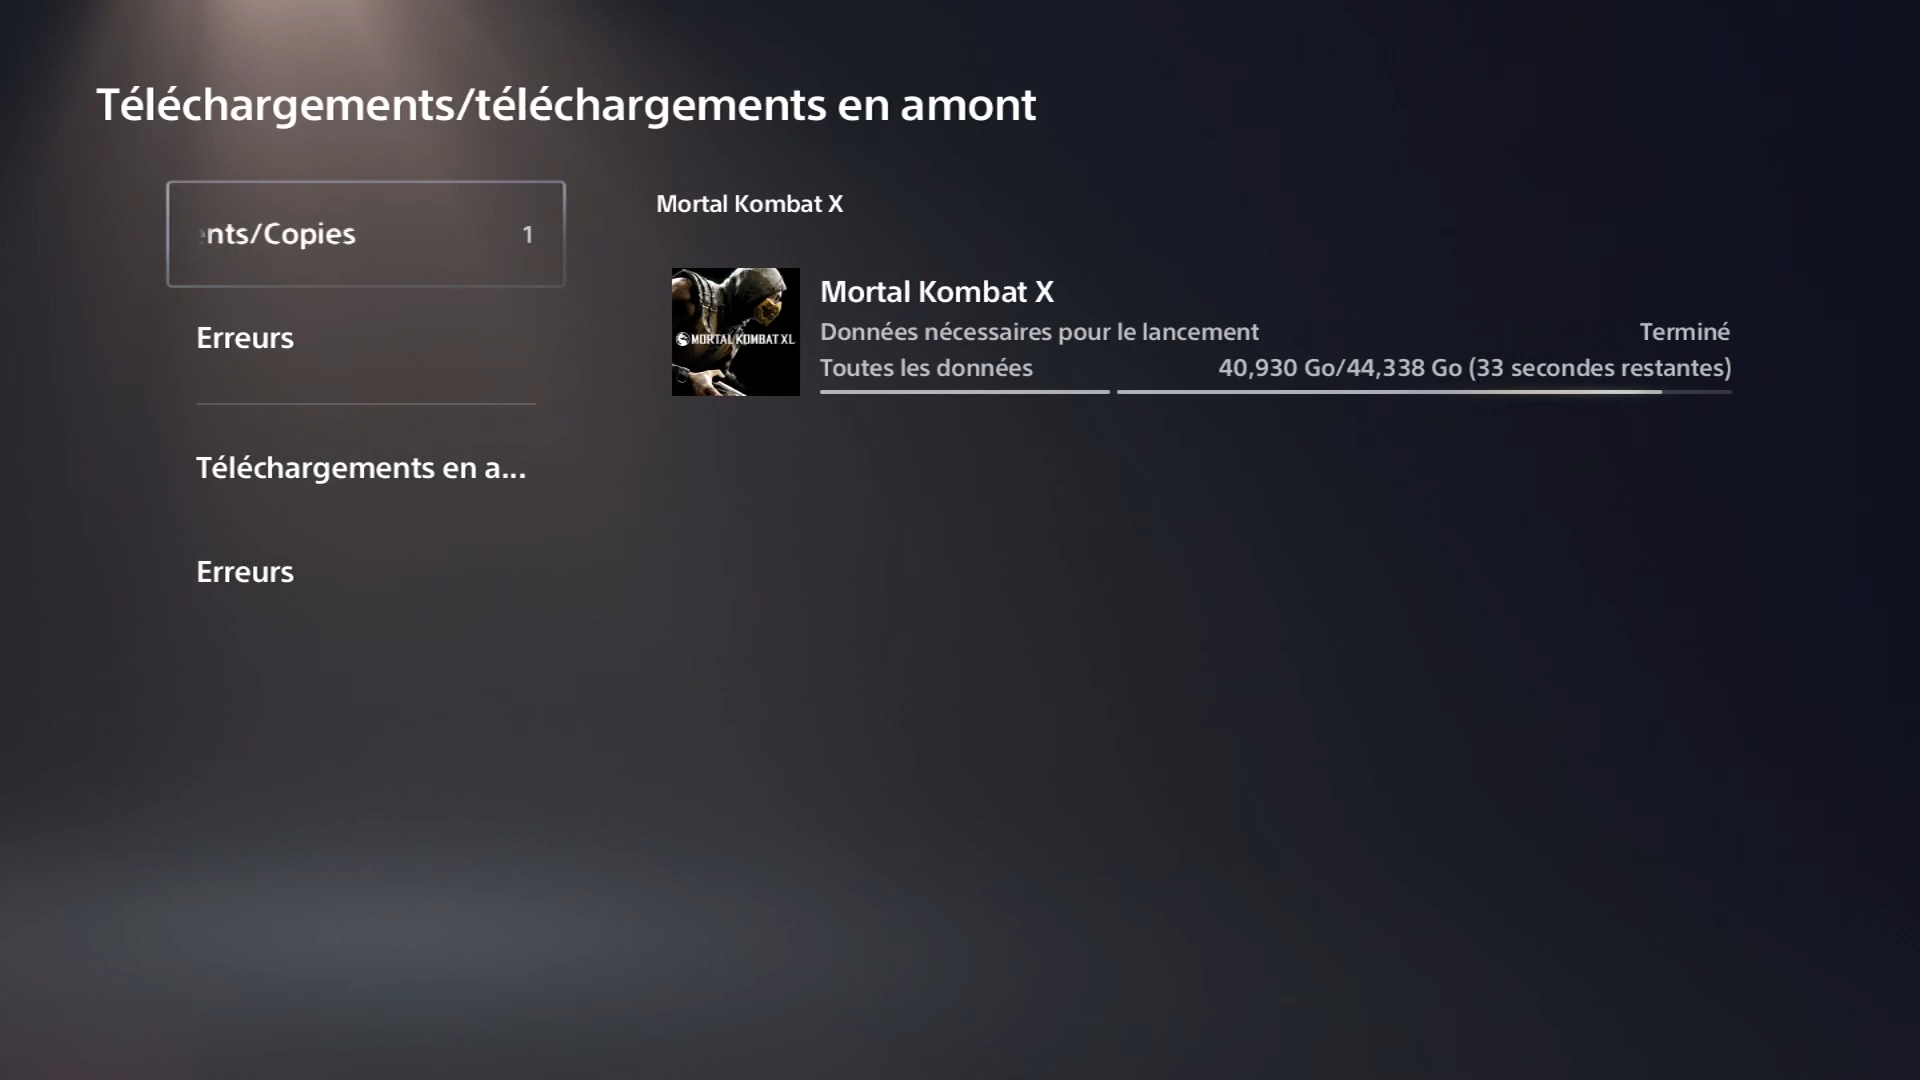 Téléchargements/téléchargements en amont
nts/Copies 1
Erreurs
Téléchargements en a...
Erreurs
Mortal Kombat X
MORTAL KOMBAT XL
Mortal Kombat X
Données nécessaires pour le lancement Terminé
Toutes les données 40,930 Go/44,338 Go (33 secondes restantes)